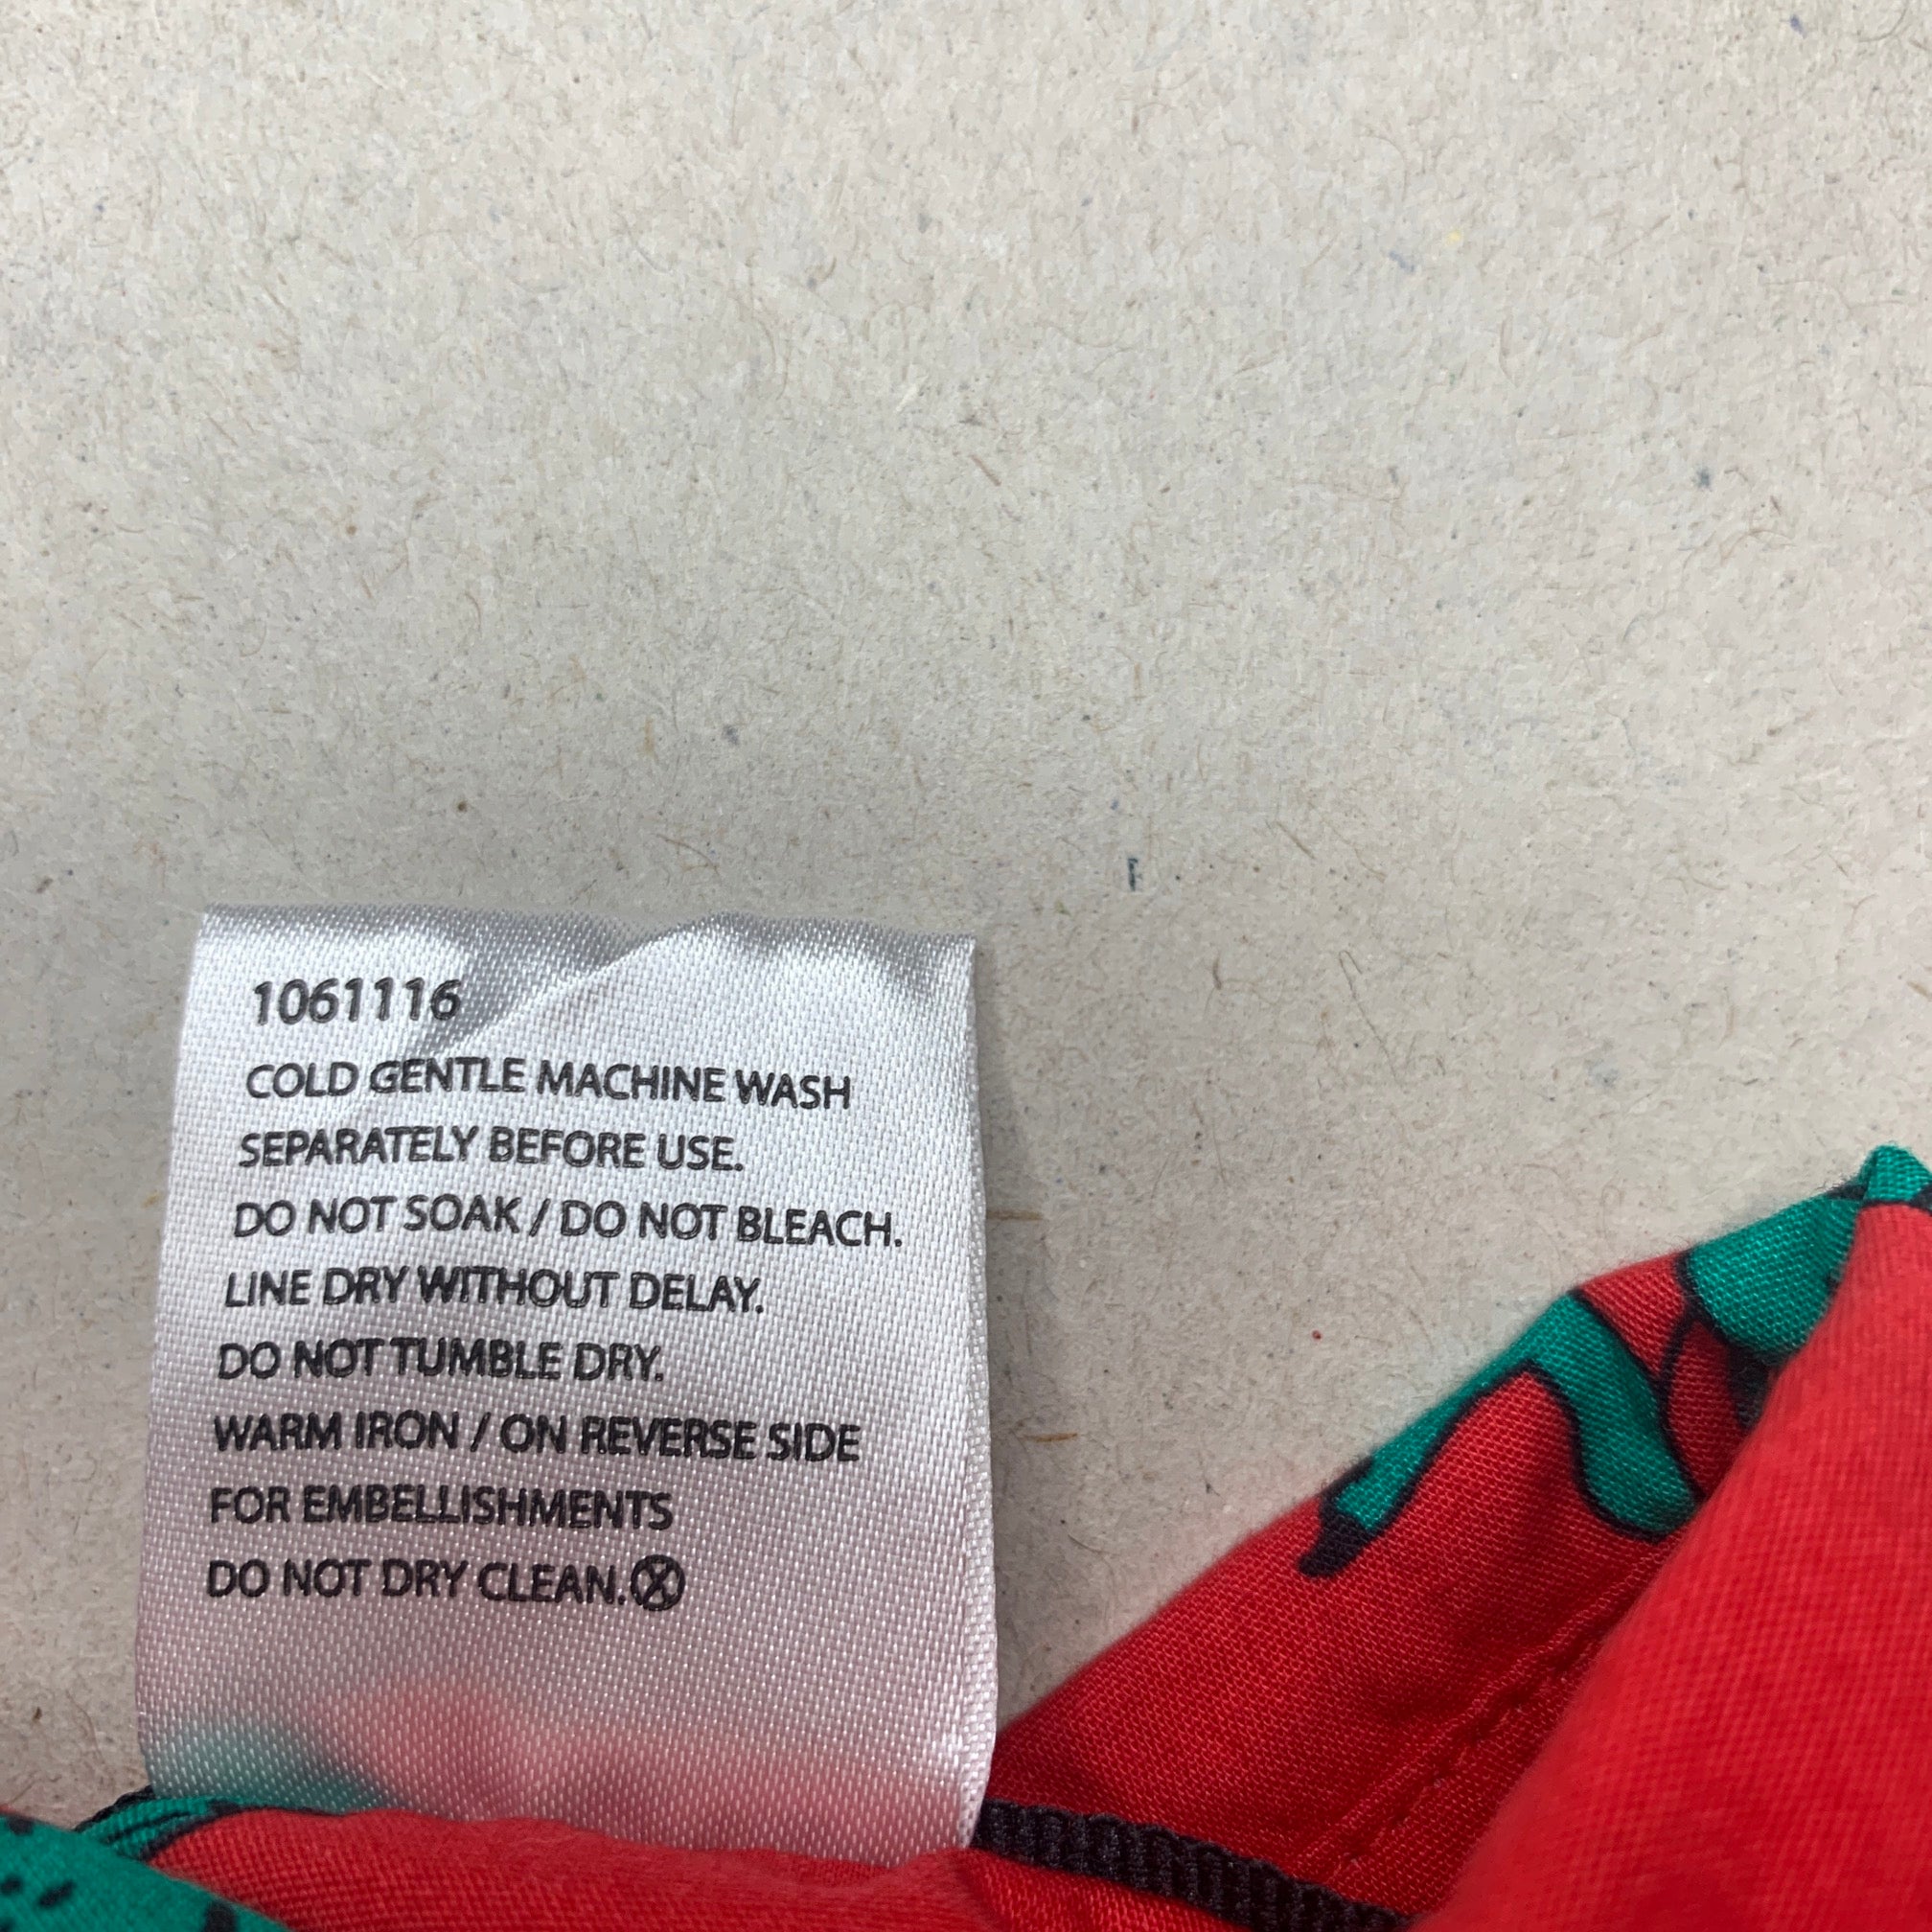 1061116
COLD GENTLE MACHINE WASH
SEPARATELY BEFORE USE.
DO NOT SOAK / DO NOT BLEACH.
LINE DRY WITHOUT DELAY.
DO NOT TUMBLE DRY.
WARM IRON / ON REVERSE SIDE
FOR EMBELLISHMENTS
DO NOT DRY CLEAN.